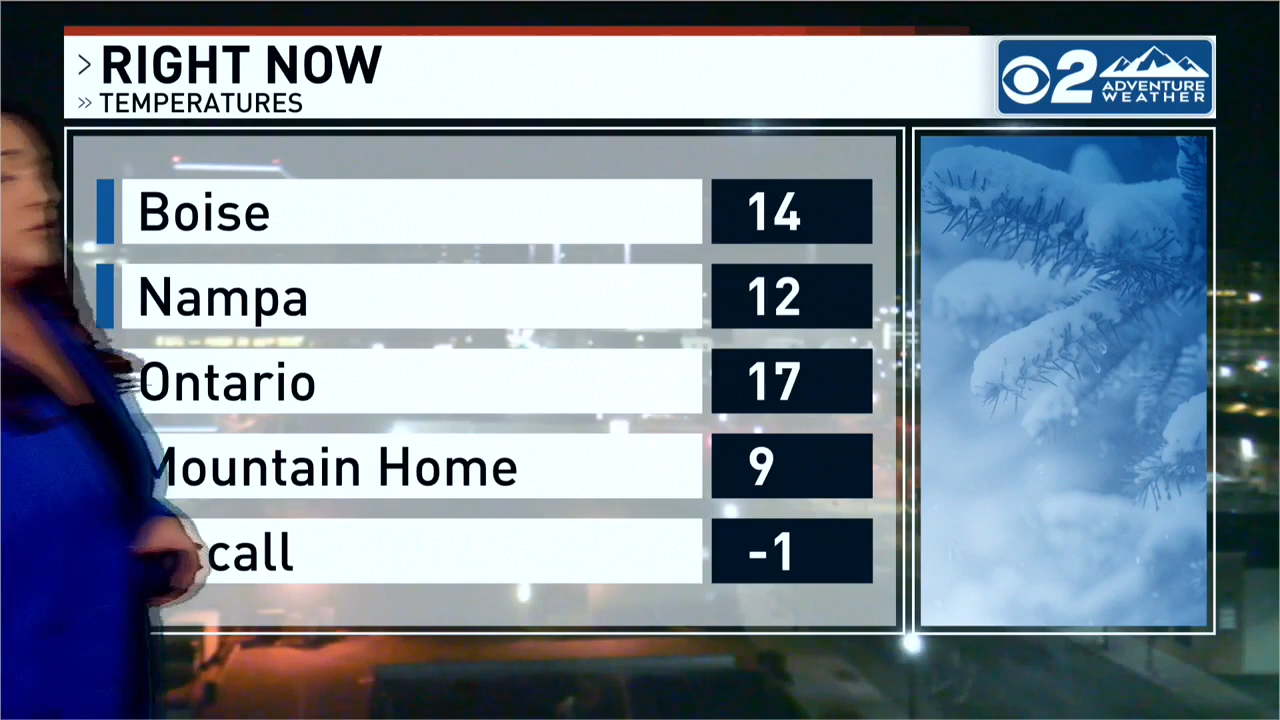 > RIGHT NOW
» TEMPERATURES
2 ADVENTURE WEATHER
Boise 14
Nampa 12
Ontario 17
Mountain Home 9
call -1